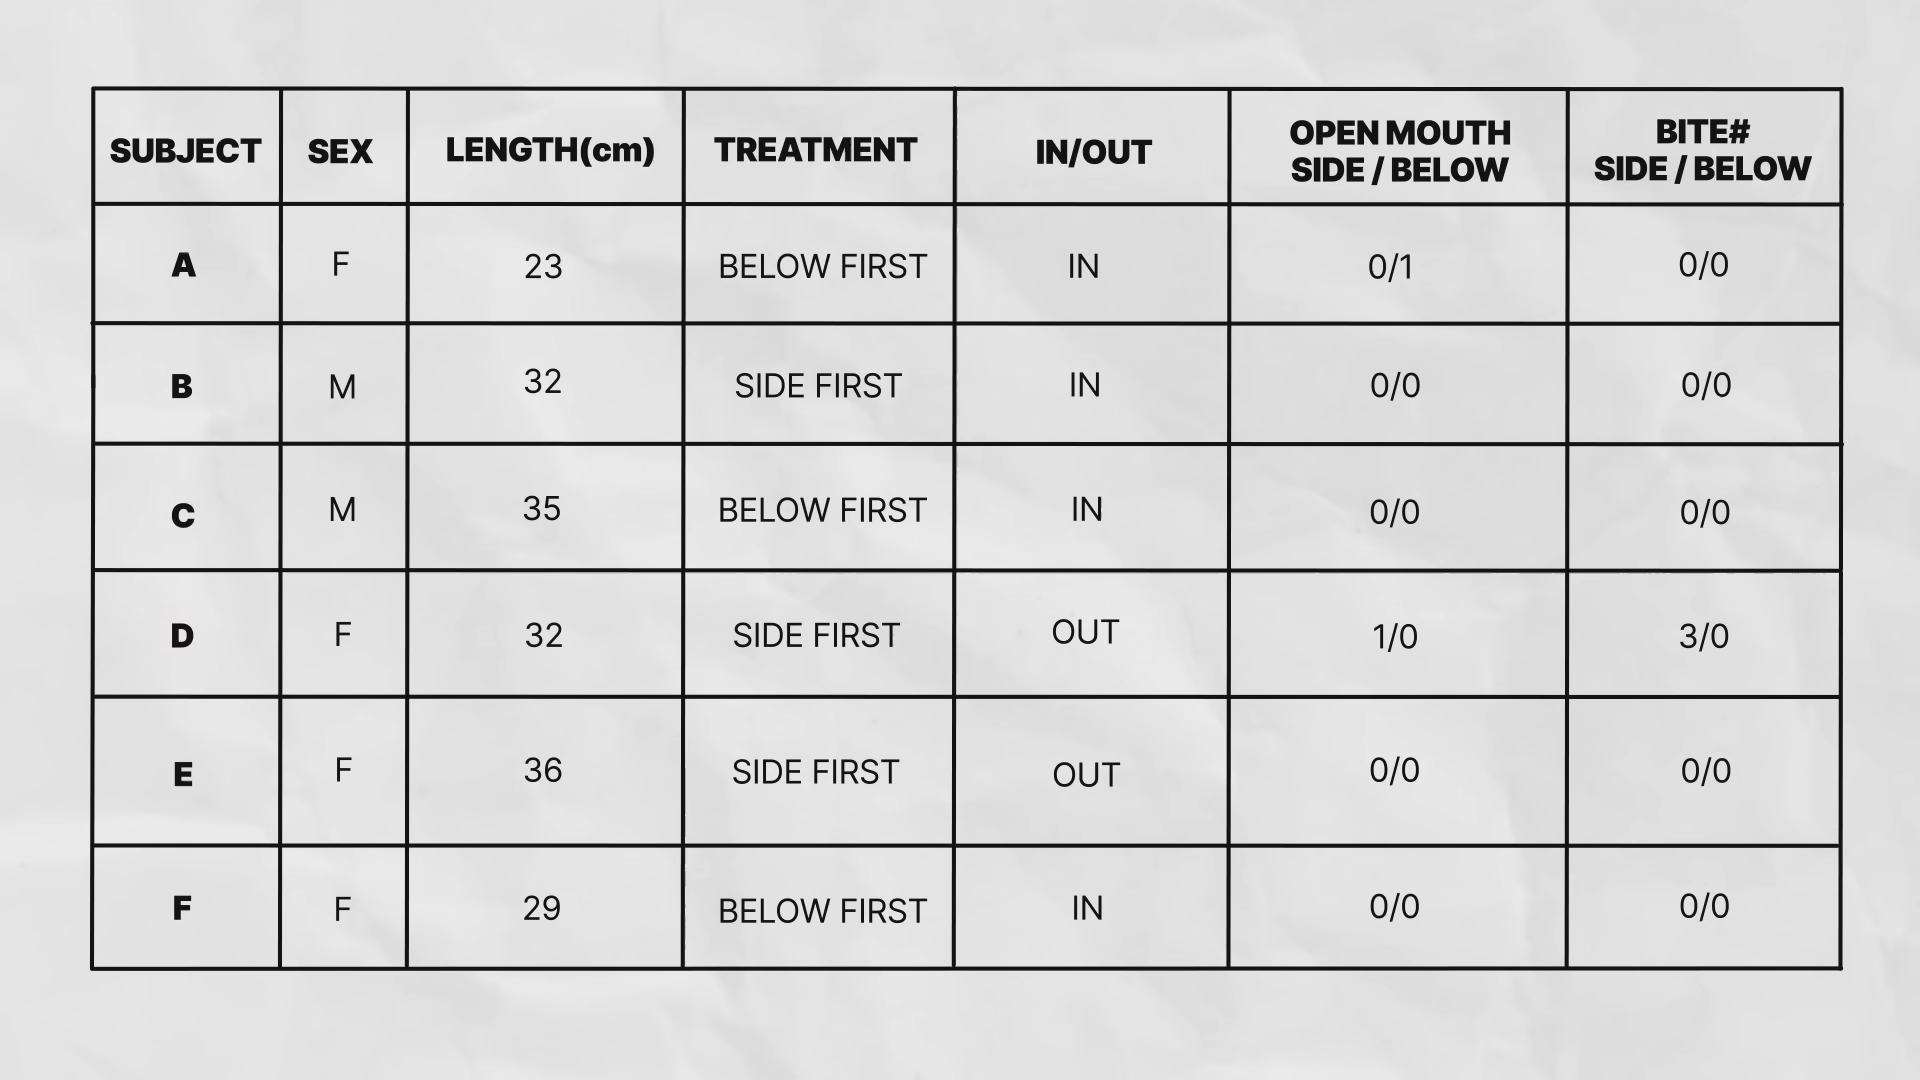 SUBJECT SEX LENGTH(cm) TREATMENT IN/OUT OPEN MOUTH SIDE / BELOW BITE# SIDE / BELOW
A F 23 BELOW FIRST IN 0/1 0/0
B M 32 SIDE FIRST IN 0/0 0/0
C M 35 BELOW FIRST IN 0/0 0/0
D F 32 SIDE FIRST OUT 1/0 3/0
E F 36 SIDE FIRST OUT 0/0 0/0
F F 29 BELOW FIRST IN 0/0 0/0